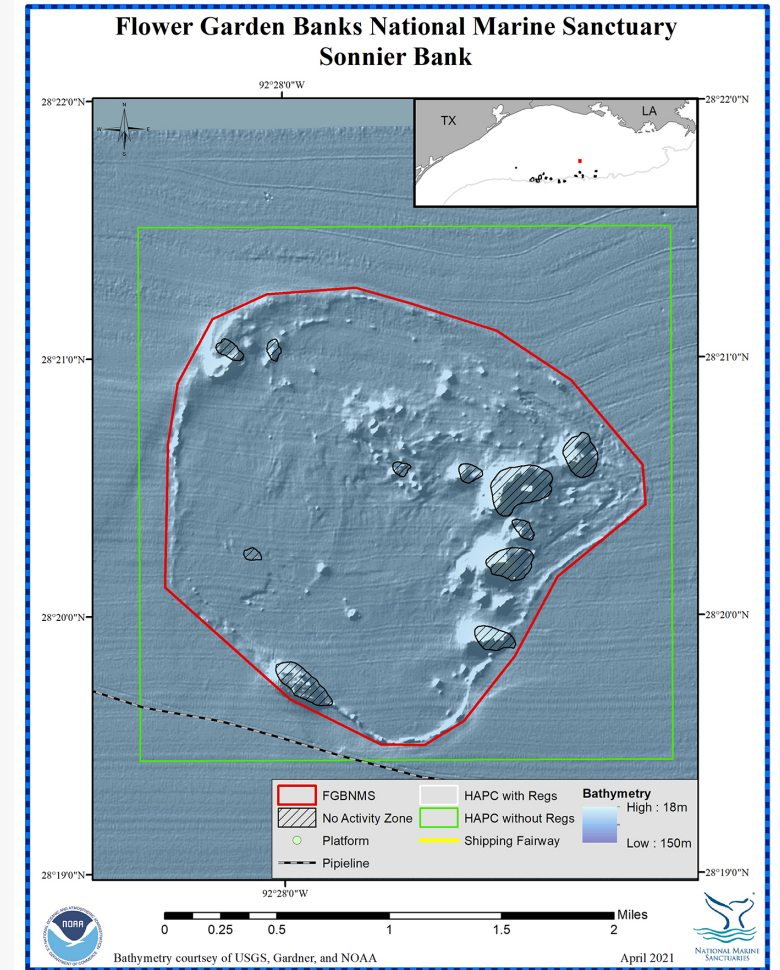 Flower Garden Banks National Marine Sanctuary
Sonnier Bank
92°28'0"W
28°22'0"N
28°22'0"N
N
W
E
S
TX
LA
28°21'0"N
28°21'0"N
28°20'0"N
28°20'0"N
FGBNMS
HAPC with Regs
Bathymetry
No Activity Zone
HAPC without Regs
High : 18m
Platform
Shipping Fairway
Low : 150m
Pipieline
28°19'0"N
28°19'0"N
92°28'0"W
Miles
0 0.25 0.5 1 1.5 2
NOAA
NATIONAL MARINE
SANCTUARIES
Bathymetry courtsey of USGS, Gardner, and NOAA
April 2021